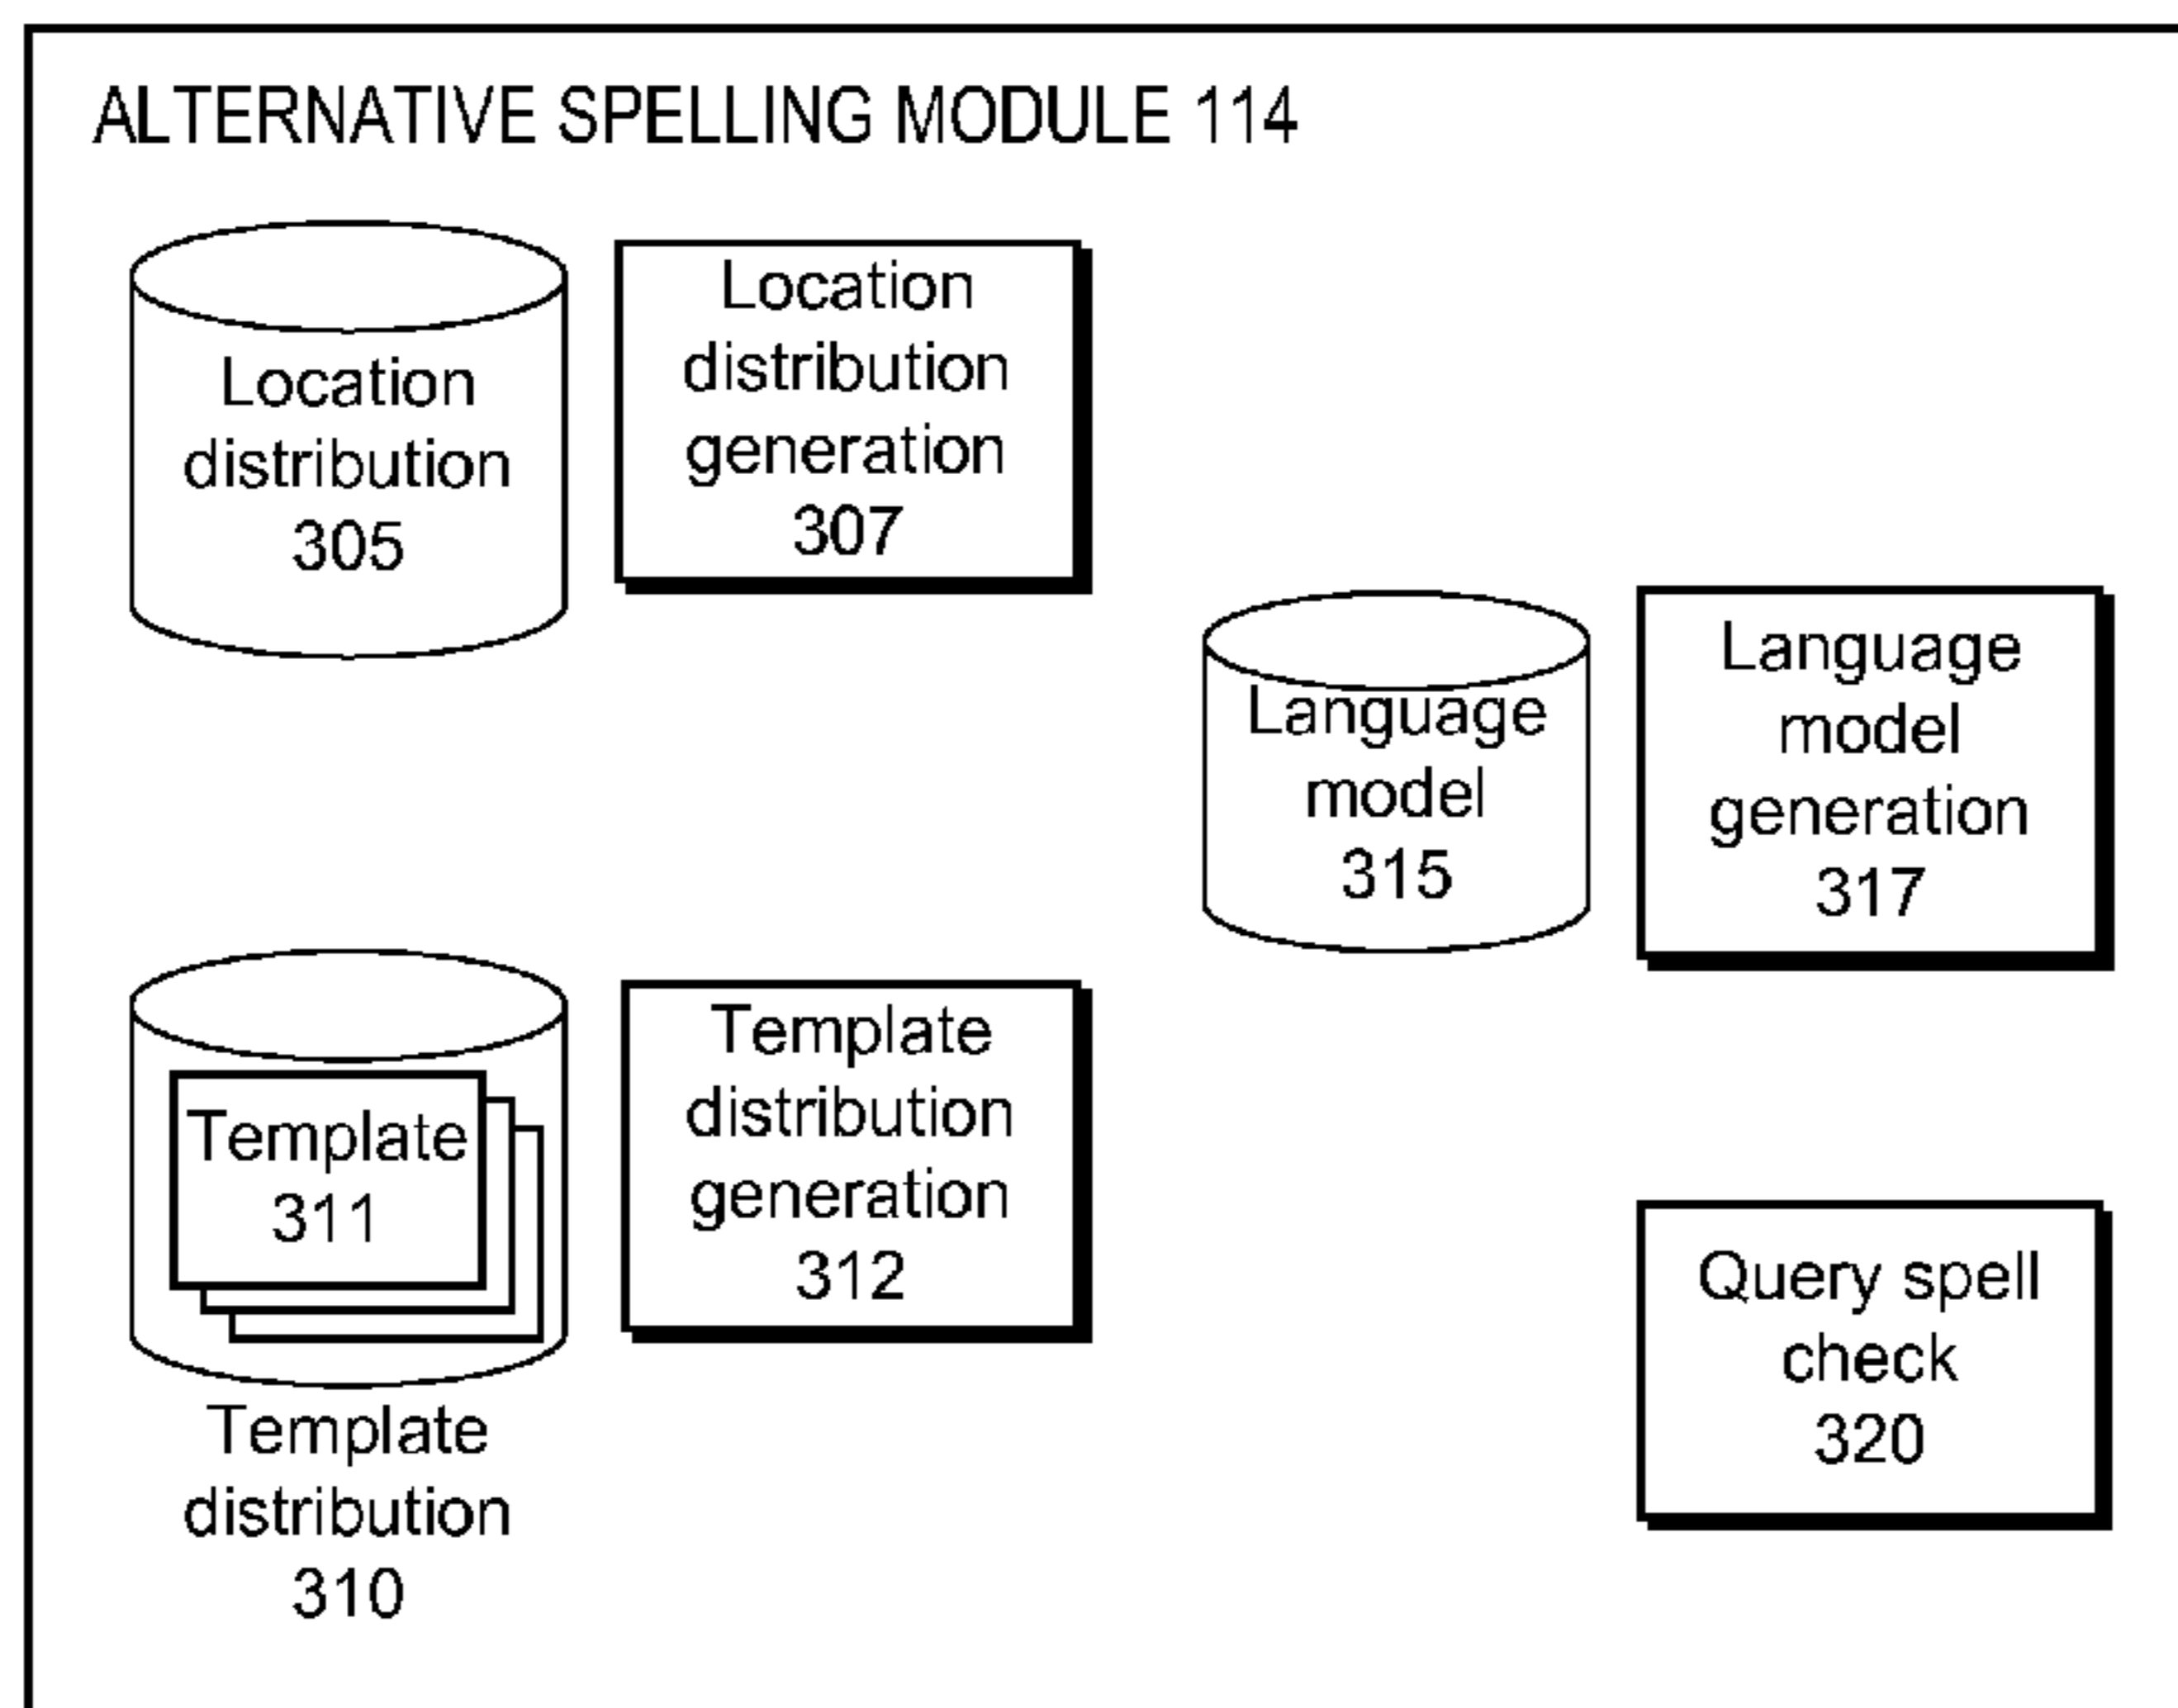 ALTERNATIVE SPELLING MODULE 114
Location
distribution
305
Location
distribution
generation
307
Language
model
315
Language
model
generation
317
Template
311
Template
distribution
310
Template
distribution
generation
312
Query spell
check
320